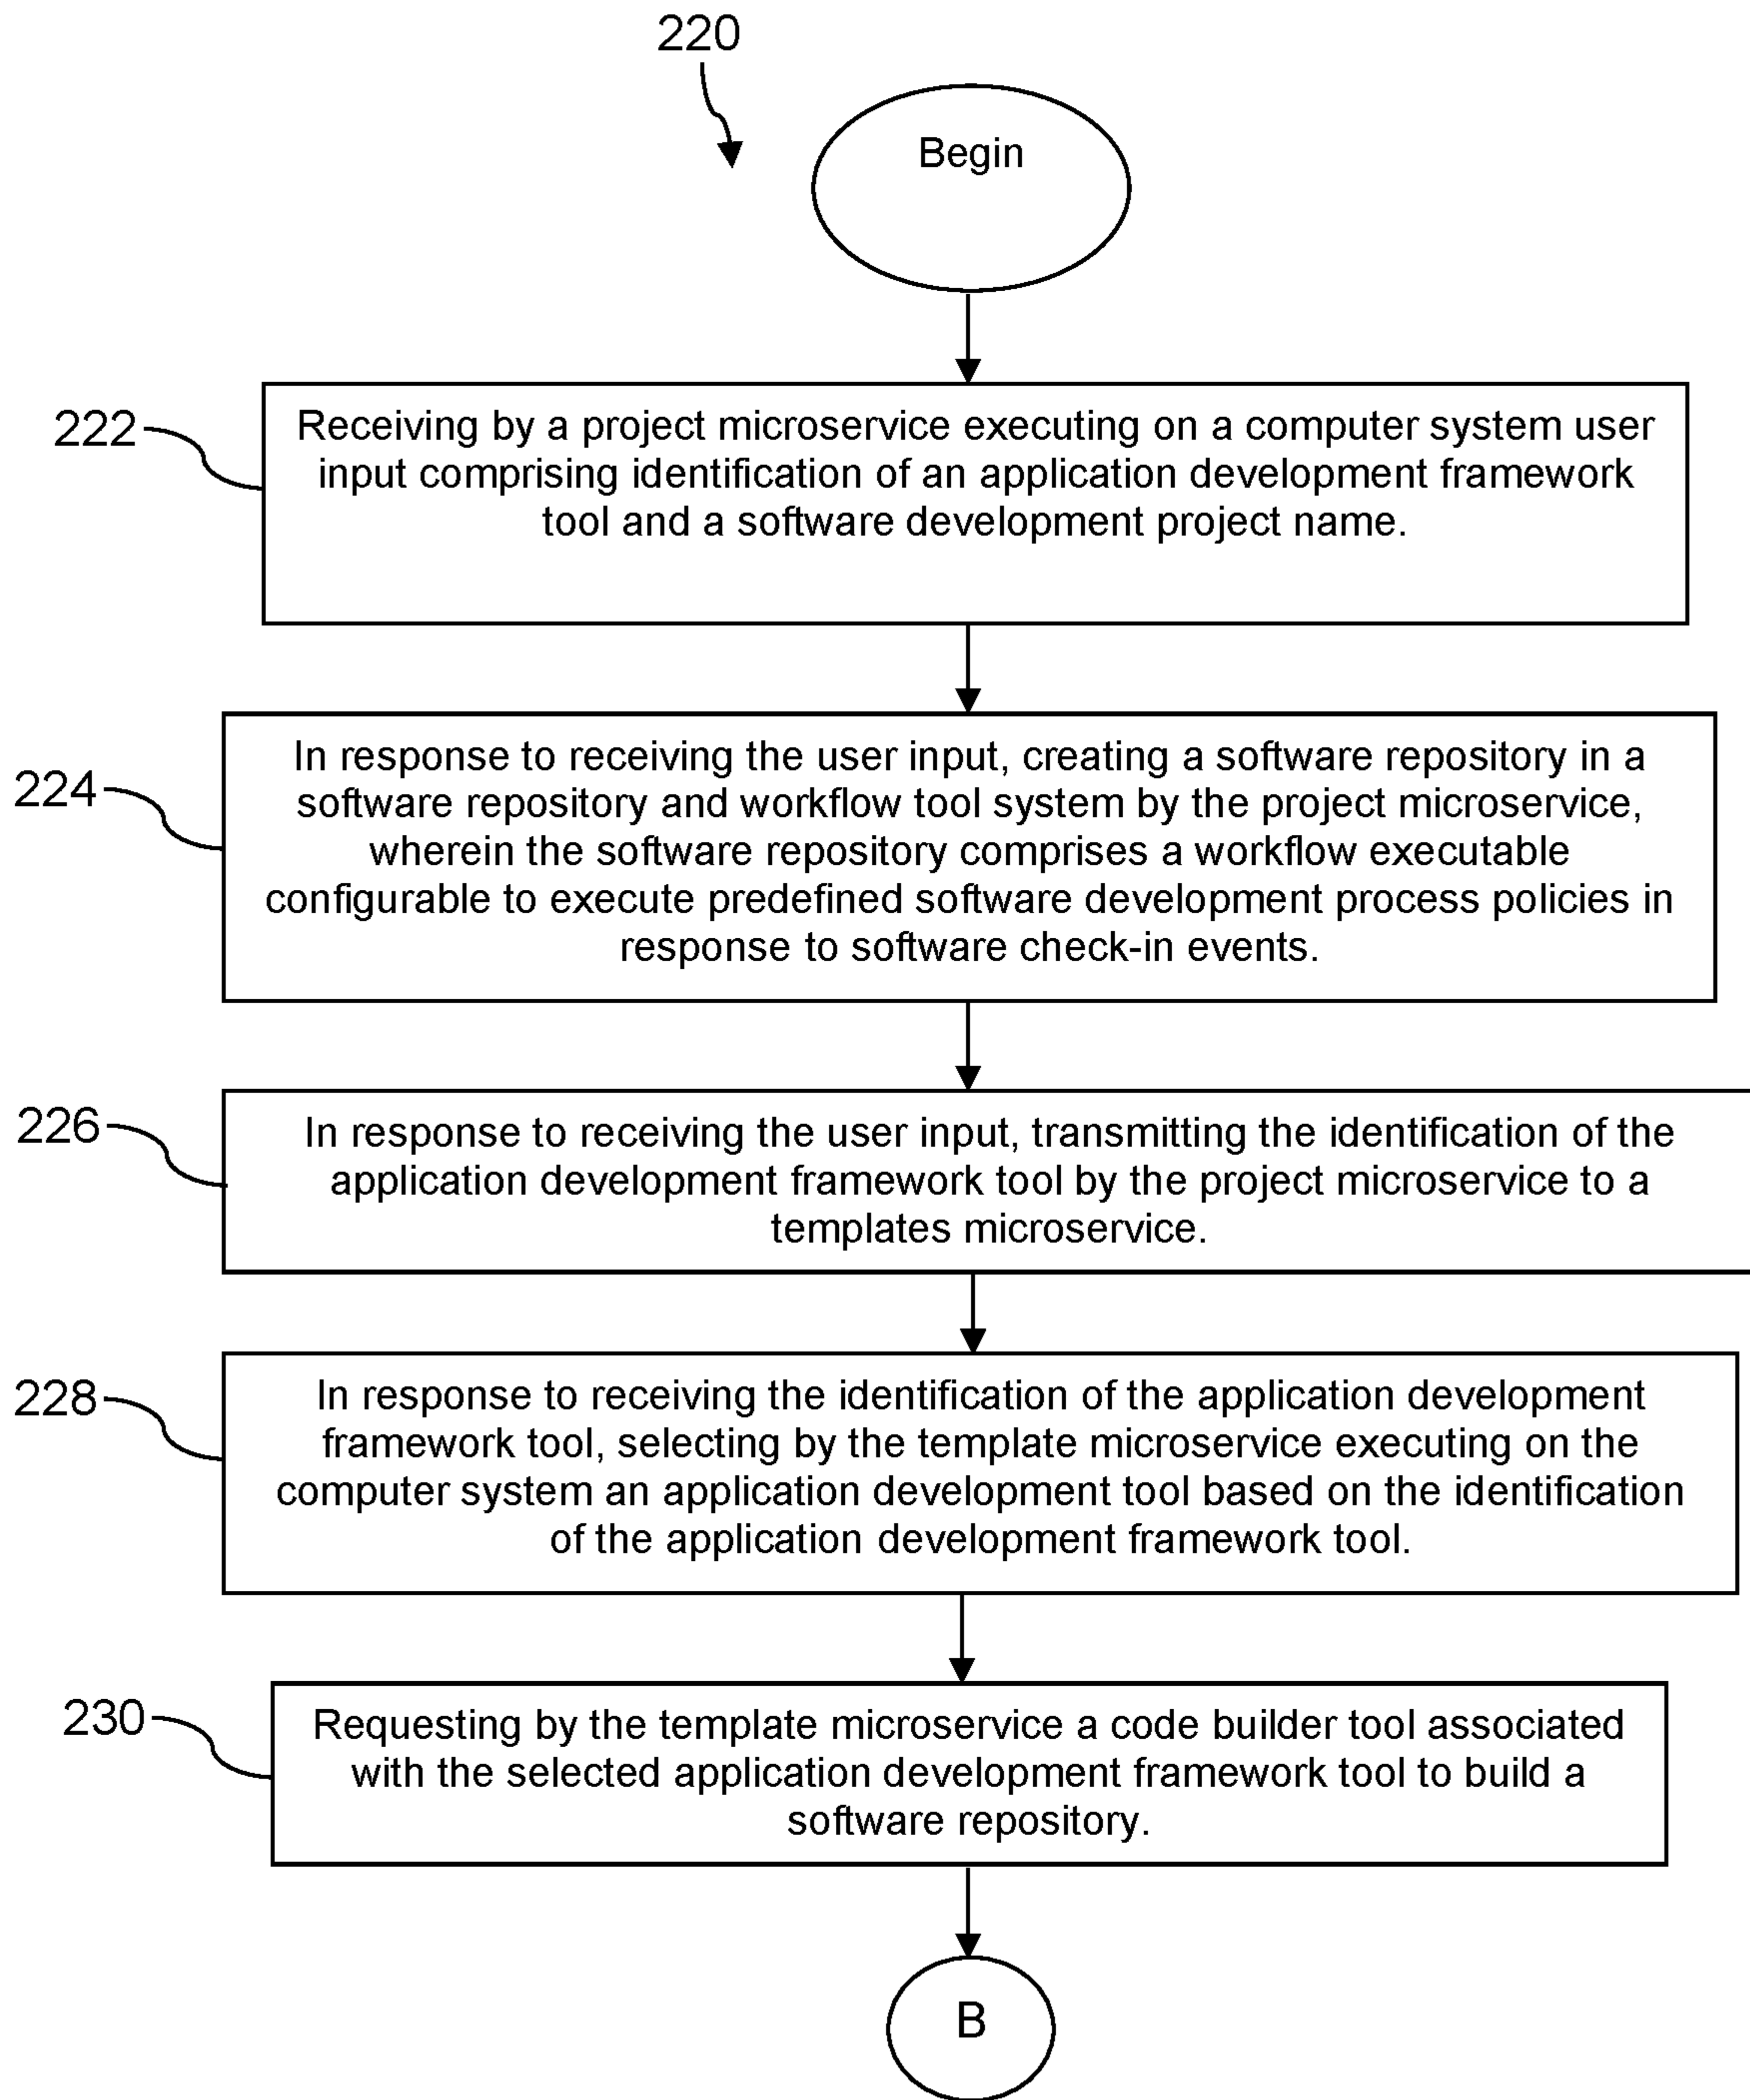 220
Begin
222
Receiving by a project microservice executing on a computer system user
input comprising identification of an application development framework
tool and a software development project name.
224
In response to receiving the user input, creating a software repository in a
software repository and workflow tool system by the project microservice,
wherein the software repository comprises a workflow executable
configurable to execute predefined software development process policies in
response to software check-in events.
226
In response to receiving the user input, transmitting the identification of the
application development framework tool by the project microservice to a
templates microservice.
228
In response to receiving the identification of the application development
framework tool, selecting by the template microservice executing on the
computer system an application development tool based on the identification
of the application development framework tool.
230
Requesting by the template microservice a code builder tool associated
with the selected application development framework tool to build a
software repository.
B